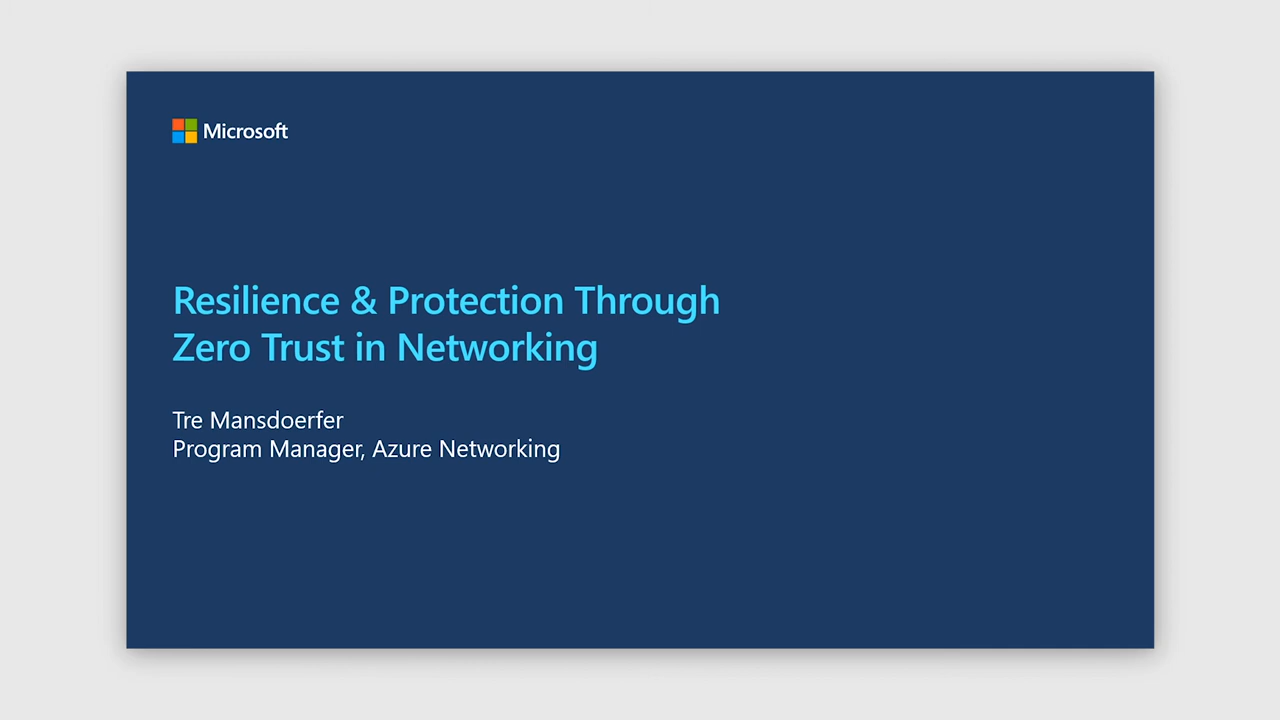 Microsoft
Resilience & Protection Through
Zero Trust in Networking
Tre Mansdoerfer
Program Manager, Azure Networking